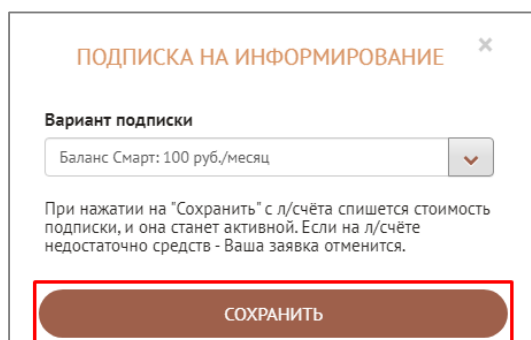 ПОДПИСКА НА ИНФОРМИРОВАНИЕ
Вариант подписки
Баланс Смарт: 100 руб./месяц
При нажатии на "Сохранить" с л/счёта спишется стоимость
подписки, и она станет активной. Если на л/счёте
недостаточно средств - Ваша заявка отменится.
СОХРАНИТЬ